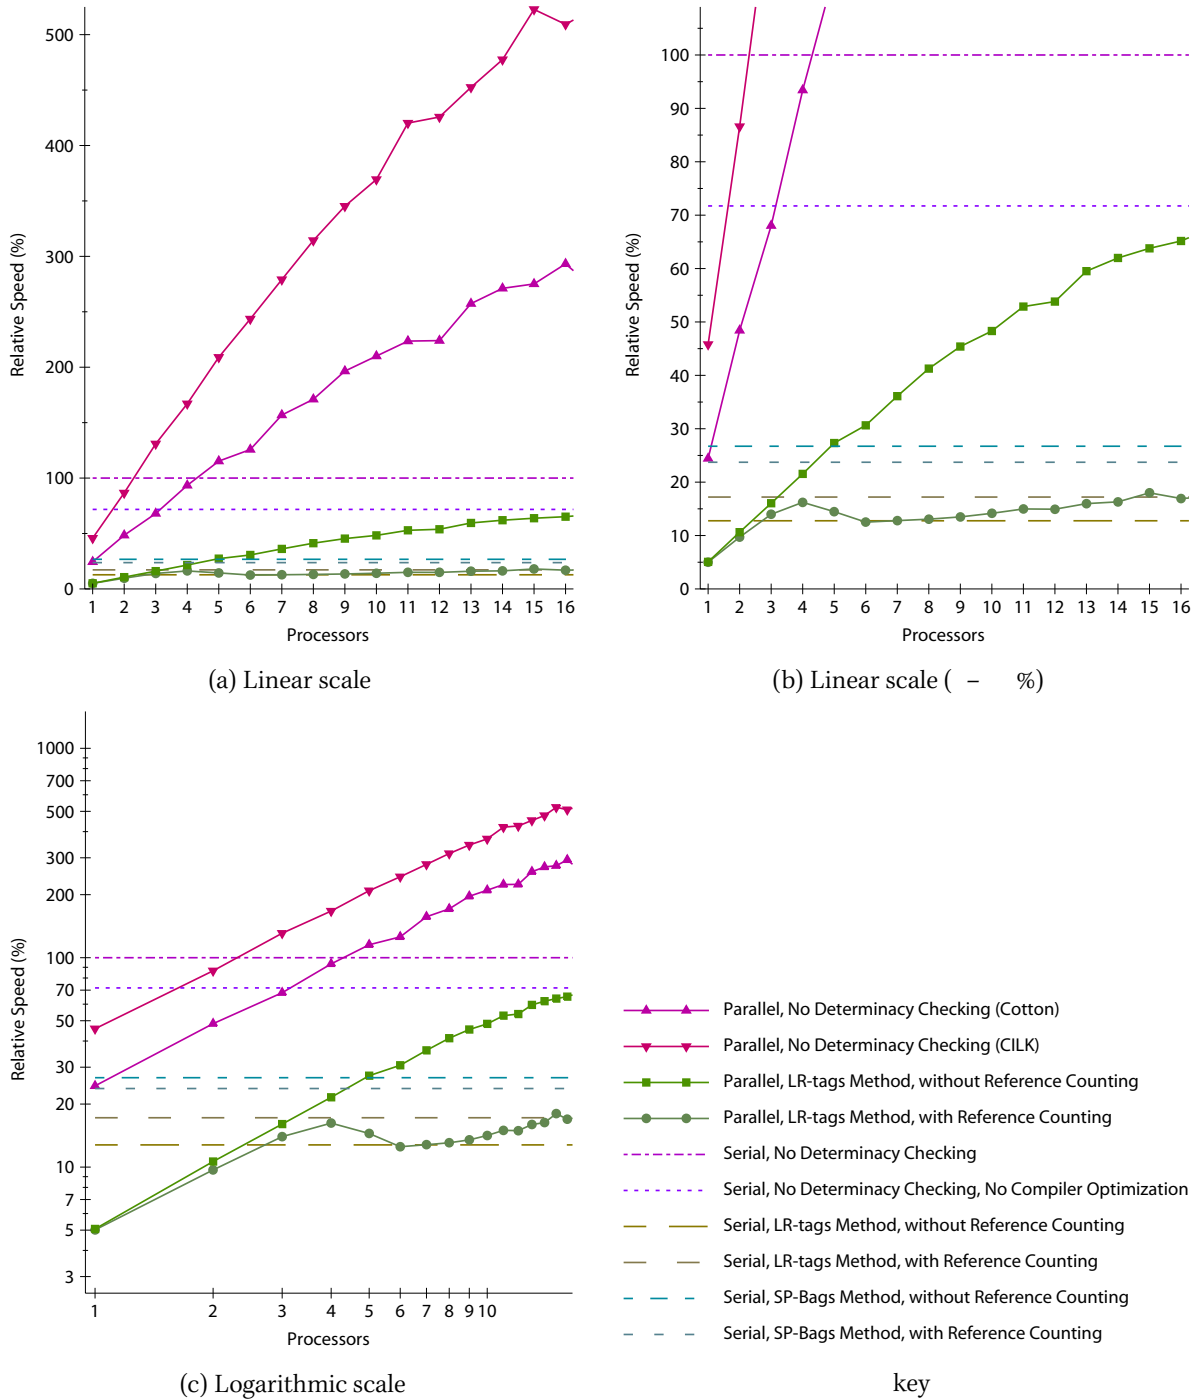 500
400
300
200
100
0
Relative Speed (%)
1 2 3 4 5 6 7 8 9 10 11 12 13 14 15 16
Processors
(a) Linear scale
100
90
80
70
60
50
40
30
20
10
0
Relative Speed (%)
1 2 3 4 5 6 7 8 9 10 11 12 13 14 15 16
Processors
(b) Linear scale ( – %)
1000
700
500
300
200
100
70
50
30
20
10
7
5
3
Relative Speed (%)
1 2 3 4 5 6 7 8 9 10
Processors
(c) Logarithmic scale
Parallel, No Determinacy Checking (Cotton)
Parallel, No Determinacy Checking (CILK)
Parallel, LR-tags Method, without Reference Counting
Parallel, LR-tags Method, with Reference Counting
Serial, No Determinacy Checking
Serial, No Determinacy Checking, No Compiler Optimization
Serial, LR-tags Method, without Reference Counting
Serial, LR-tags Method, with Reference Counting
Serial, SP-Bags Method, without Reference Counting
Serial, SP-Bags Method, with Reference Counting
key